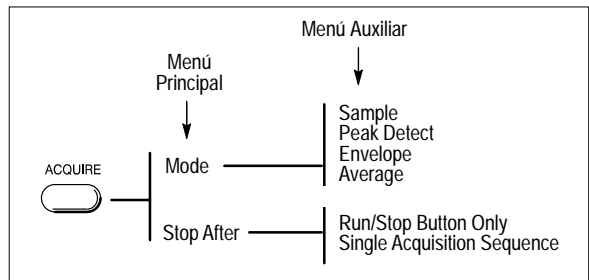 Menú Auxiliar
Menú
Principal
Sample
Peak Detect
Envelope
Average
ACQUIRE
Mode
Run/Stop Button Only
Stop After
Single Acquisition Sequence